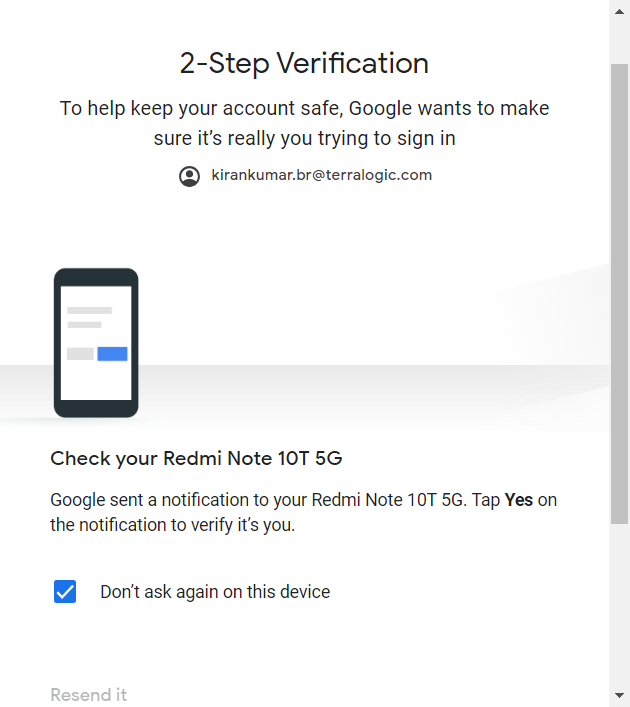 2-Step Verification
To help keep your account safe, Google wants to make
sure it’s really you trying to sign in
kirankumar.br@terralogic.com
Check your Redmi Note 10T 5G
Google sent a notification to your Redmi Note 10T 5G. Tap Yes on
the notification to verify it’s you.
Don’t ask again on this device
Resend it